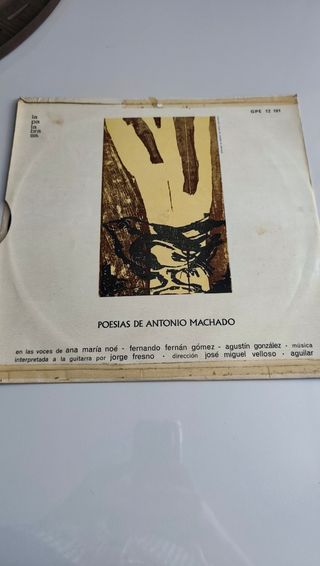 la
pa
la
bra
GPE 12 101
POESIAS DE ANTONIO MACHADO
en las voces de ana maría noé - fernando fernán gómez - agustín gonzález - música
interpretada a la guitarra por jorge fresno - dirección josé miguel velloso - aguilar